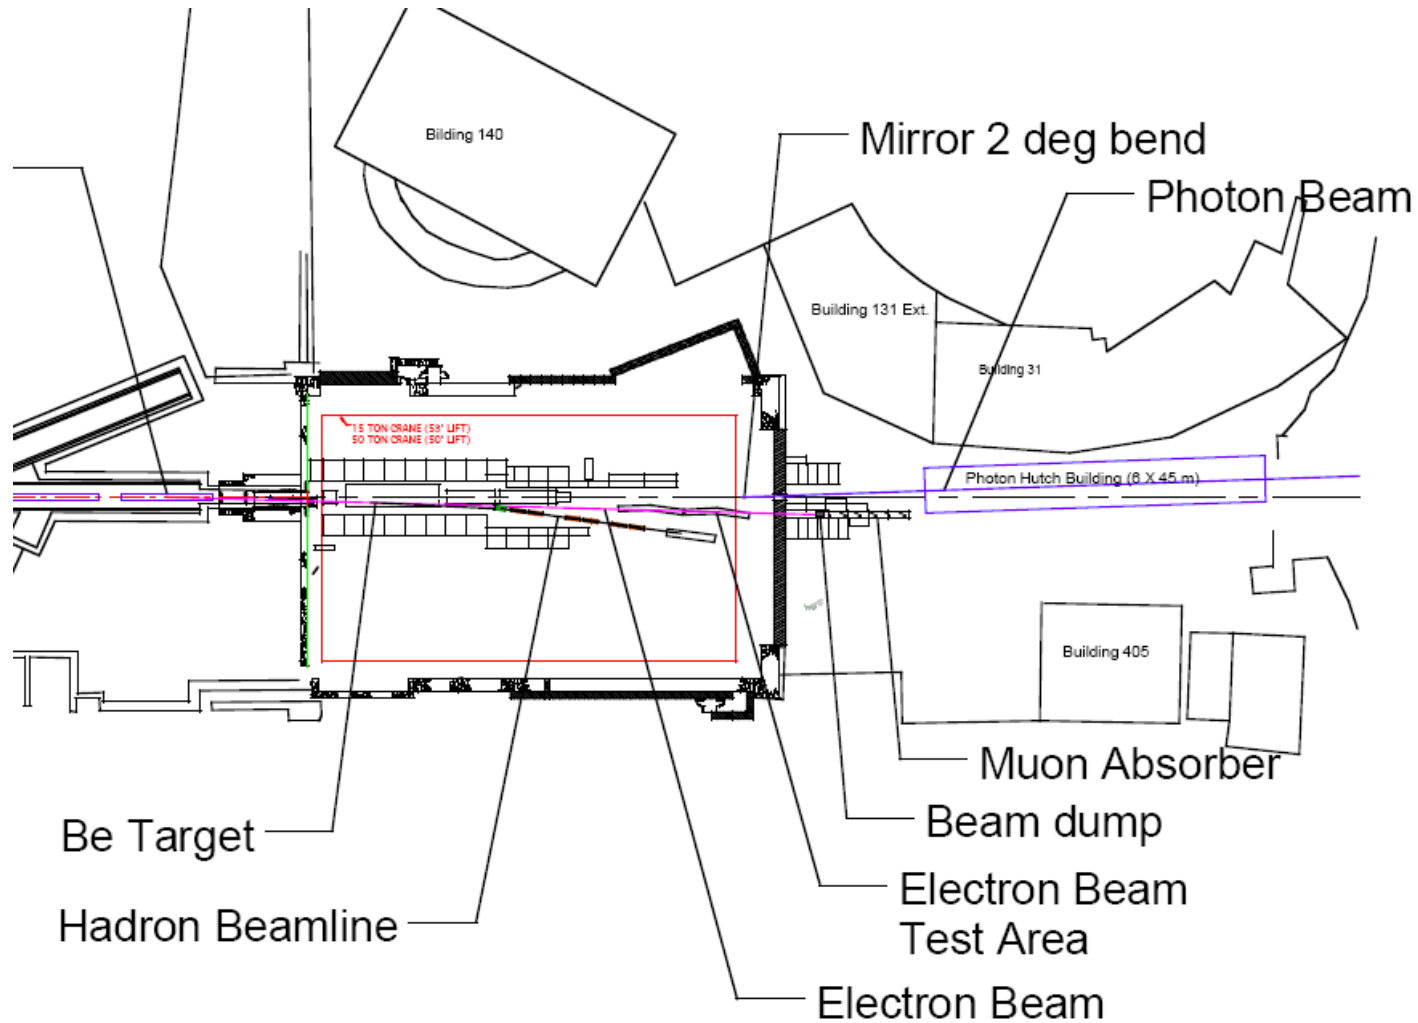 Bilding 140
Mirror 2 deg bend
Photon Beam
Building 131 Ext.
Building 31
15 TON CRANE (53' LIFT)
50 TON CRANE (50' LIFT)
Photon Hutch Building (6 X 45 m)
Building 405
Muon Absorber
Be Target
Beam dump
Electron Beam
Test Area
Hadron Beamline
Electron Beam